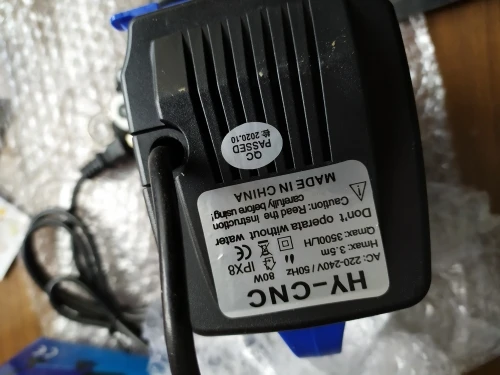 HY-CNC
AC: 220-240V / 50Hz 80W
Hmax: 3.5m
Qmax: 3500L/H IPX8
Don't operata without water
Caution: Read the instruction
carefully before using!
MADE IN CHINA
QC
PASSED
2020.10